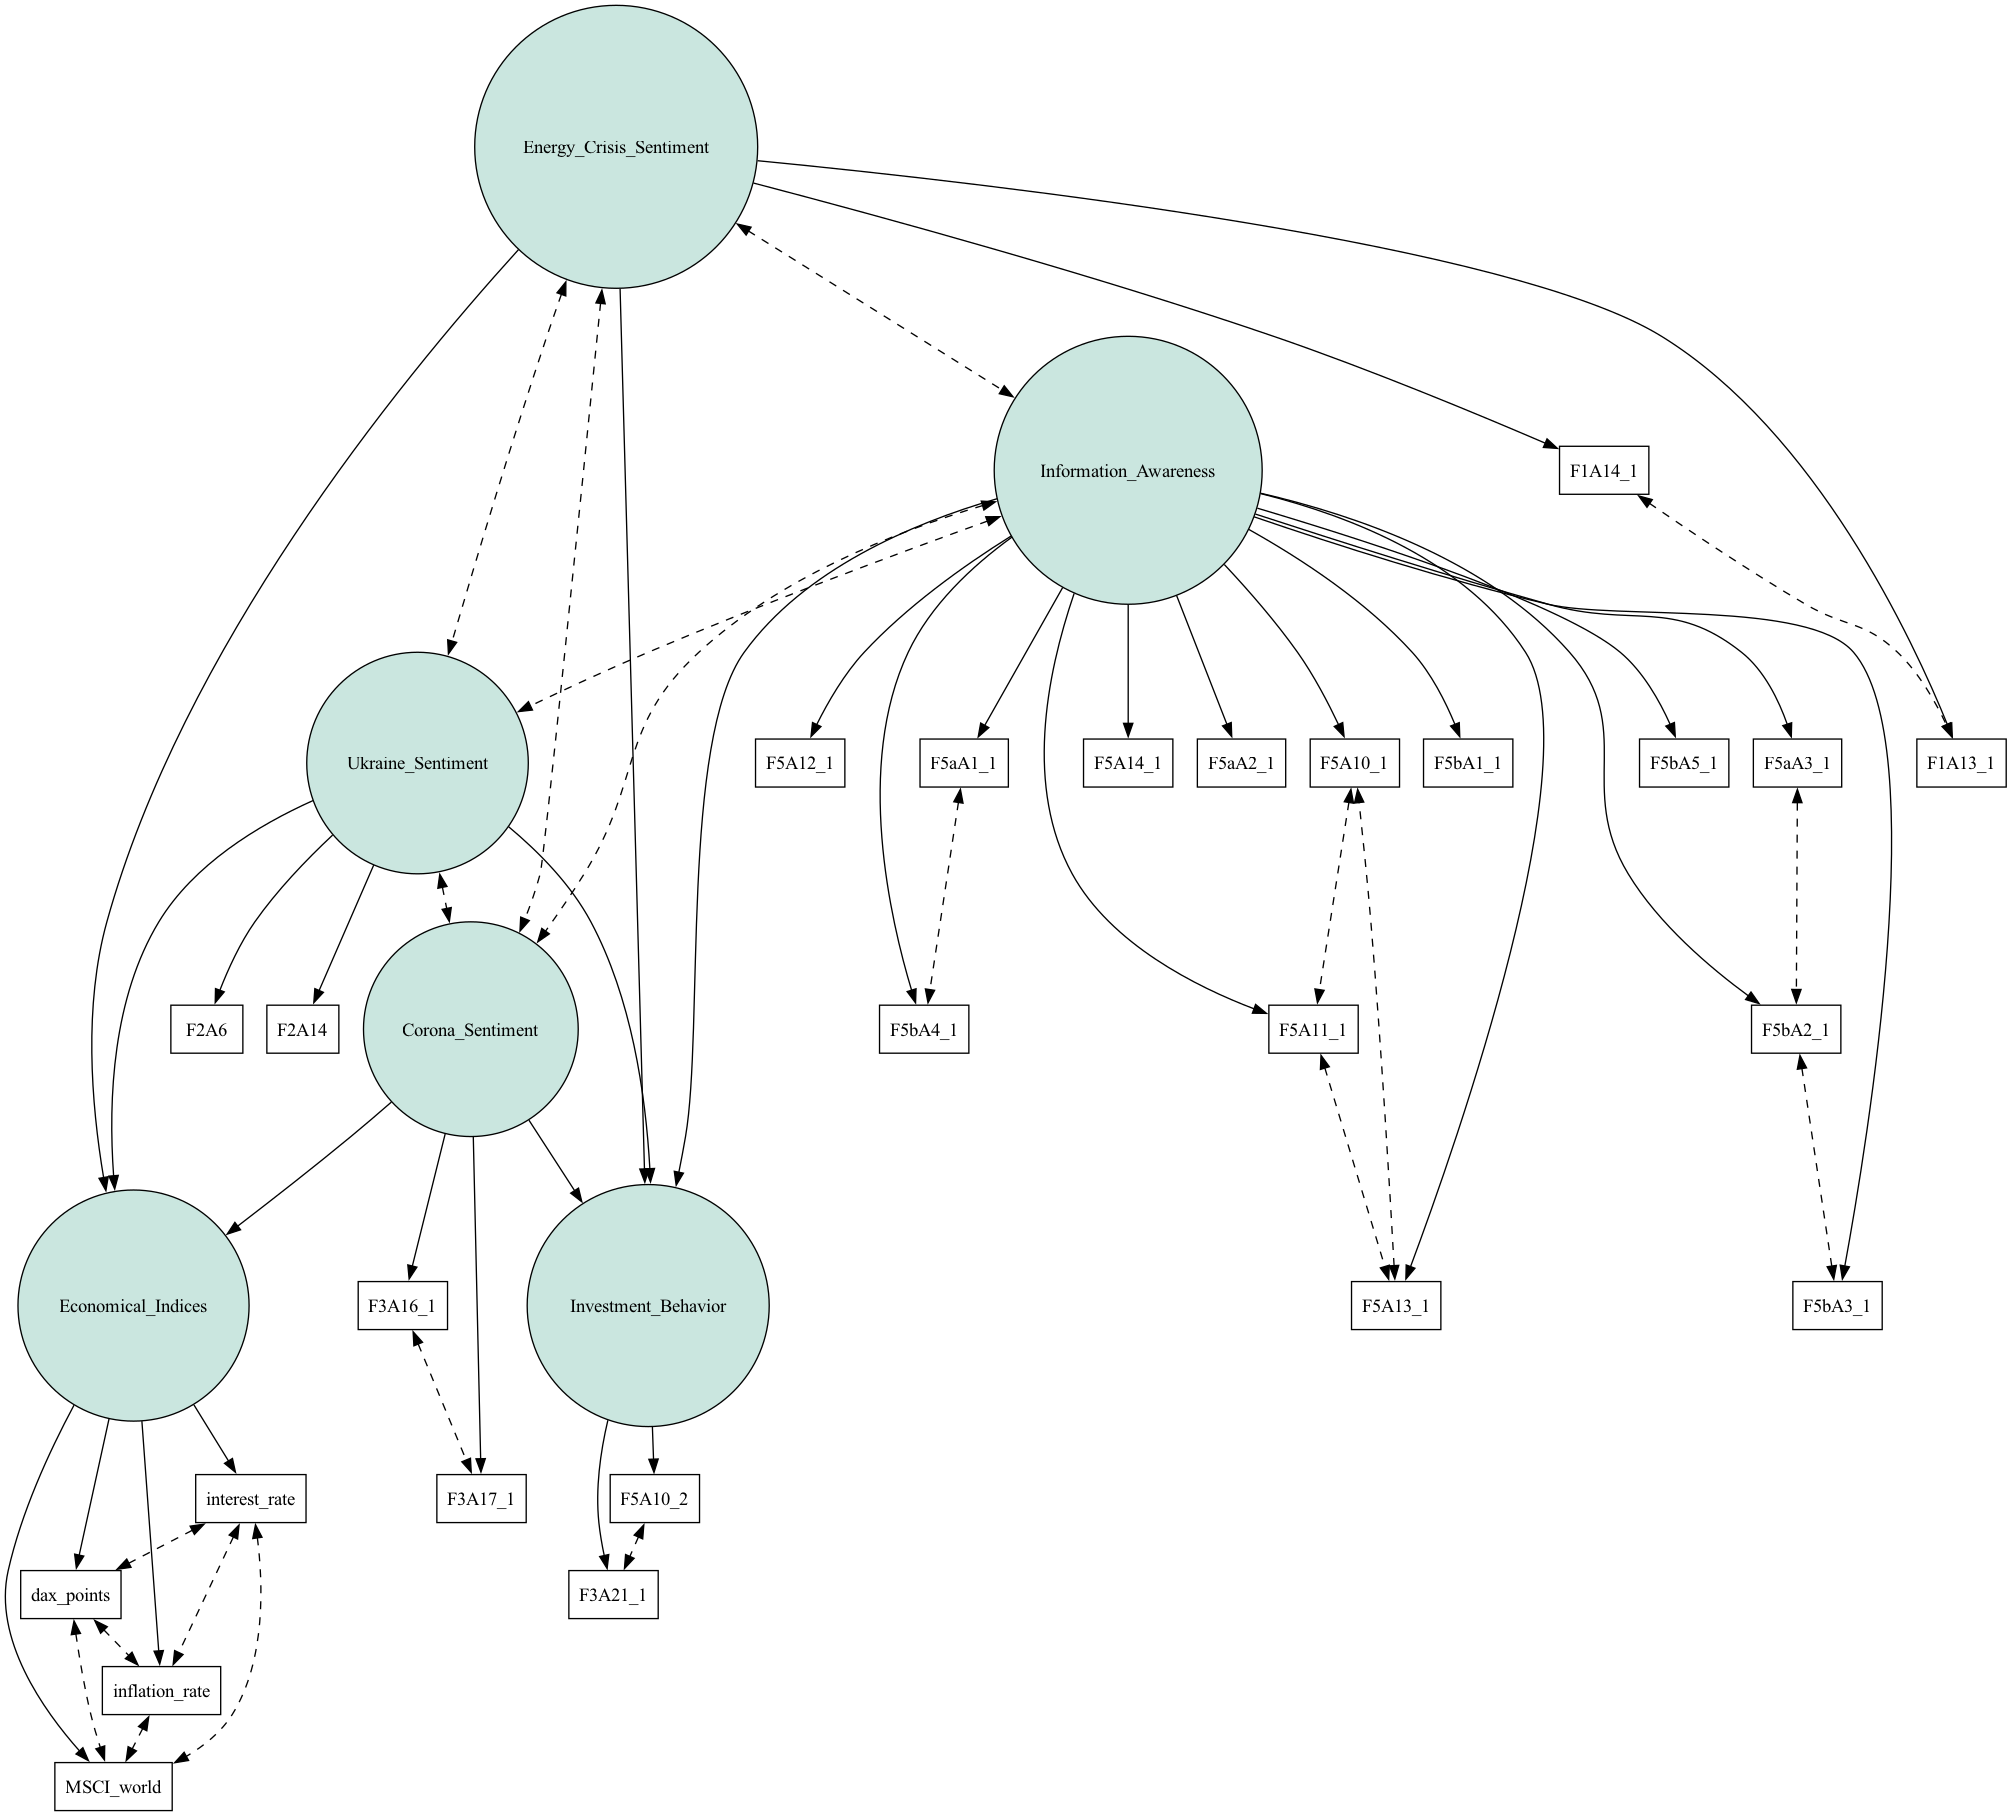 Energy_Crisis_Sentiment
Information_Awareness
F1A14_1
Ukraine_Sentiment
F5A12_1
F5aA1_1
F5A14_1
F5aA2_1
F5A10_1
F5bA1_1
F5bA5_1
F5aA3_1
F1A13_1
F2A6
F2A14
Corona_Sentiment
F5bA4_1
F5A11_1
F5bA2_1
Economical_Indices
F3A16_1
Investment_Behavior
F5A13_1
F5bA3_1
interest_rate
F3A17_1
F5A10_2
dax_points
F3A21_1
inflation_rate
MSCI_world